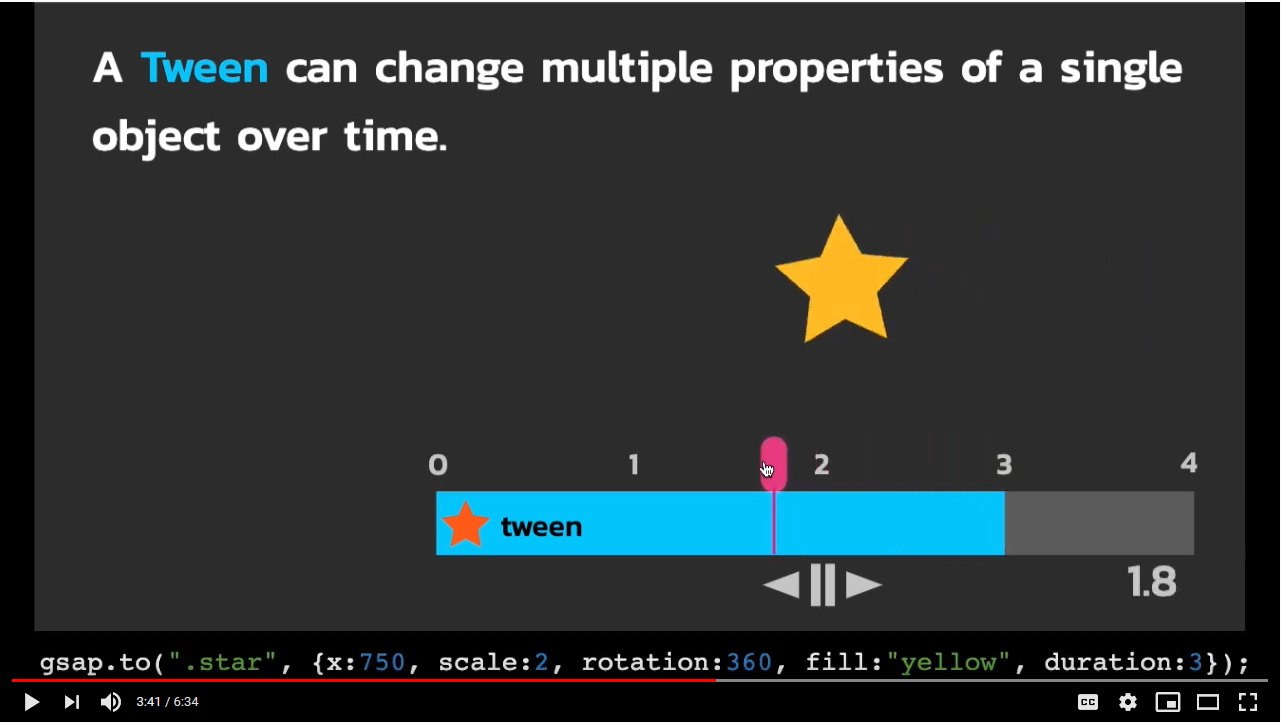 A Tween can change multiple properties of a single
object over time.
0 1 2 3 4
tween
1.8
gsap.to(".star", {x:750, scale:2, rotation:360, fill:"yellow", duration:3});
3:41 / 6:34
CC